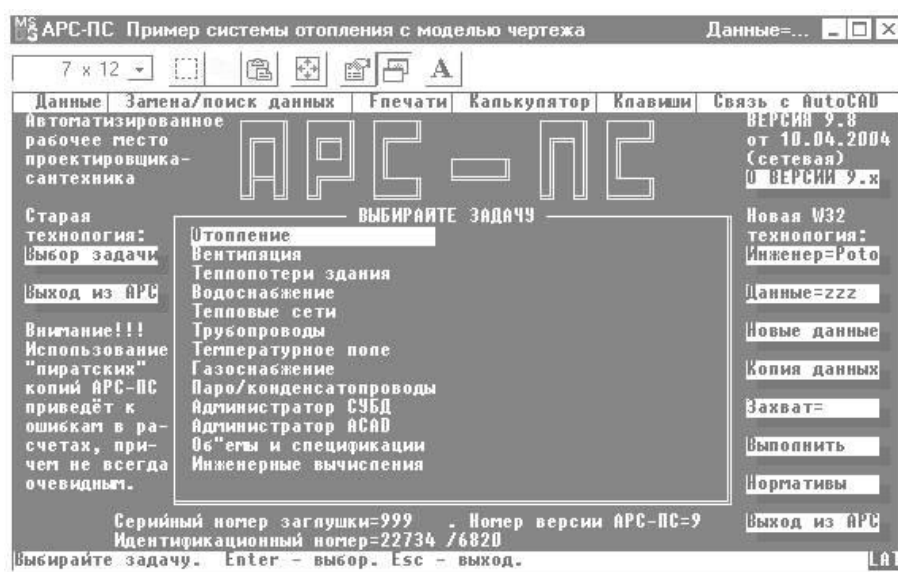 АРС-ПС Пример системы отопления с моделью чертежа Данные=...
7 x 12
A
Данные Замена/поиск данных Fпечати Калькулятор Клавиши Связь с AutoCAD
Автоматизированное
рабочее место
проектировщика-
сантехника
АРС-ПС
ВЕРСИЯ 9.8
от 10.04.2004
(сетевая)
О ВЕРСИИ 9.x
Старая
технология:
Выбор задачи
Выход из АРС
Внимание!!!
Использование
"пиратских"
копий АРС-ПС
приведёт к
ошибкам в ра-
счетах, при-
чем не всегда
очевидным.
ВЫБИРАЙТЕ ЗАДАЧУ
Отопление
Вентиляция
Теплопотери здания
Водоснабжение
Тепловые сети
Трубопроводы
Температурное поле
Газоснабжение
Паро/конденсатопроводы
Администратор СУБД
Администратор ACAD
Об"емы и спецификации
Инженерные вычисления
Новая W32
технология:
Инженер=Poto
Данные=zzz
Новые данные
Копия данных
Захват=
Выполнить
Нормативы
Выход из АРС
Серийный номер заглушки=999 . Номер версии АРС-ПС=9
Идентификационный номер=22734 /6820
Выбирайте задачу. Enter - выбор. Esc - выход.
LAT